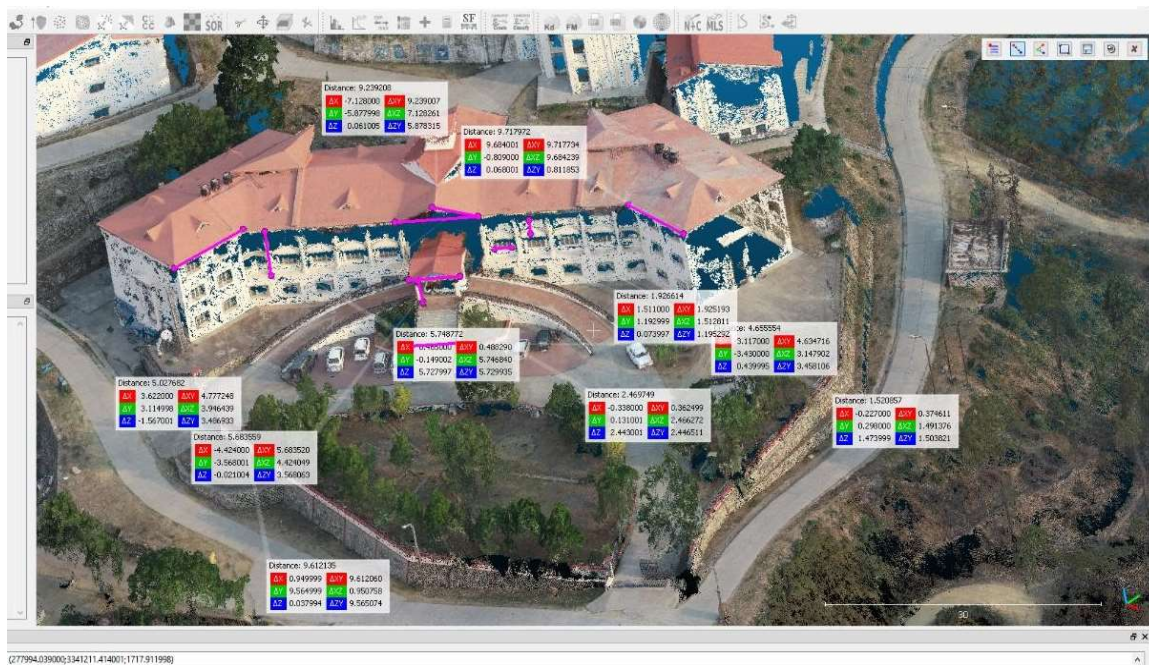 SOR
SF
Kd
FM
N+C
MLS
Distance: 9.239208
ΔX -7.128000 ΔXY 9.239007
ΔY -5.877998 ΔXZ 7.128261
ΔZ 0.061005 ΔZY 5.878315
Distance: 9.717972
ΔX 9.684001 ΔXY 9.717734
ΔY -0.809000 ΔXZ 9.684239
ΔZ 0.068001 ΔZY 0.811853
Distance: 1.926614
ΔX 1.511000 ΔXY 1.925193
ΔY 1.192999 ΔXZ 1.512811
ΔZ 0.073997 ΔZY 1.195292
4.655554
3.117000 ΔXY 4.634716
ΔY -3.430000 ΔXZ 3.147902
ΔZ 0.439995 ΔZY 3.458106
Distance: 5.748772
ΔX ΔXY 0.488290
ΔY -0.149002 ΔXZ 5.746840
ΔZ 5.727997 ΔZY 5.729935
Distance: 5.027682
ΔX 3.622000 ΔXY 4.777248
ΔY 3.114998 ΔXZ 3.946439
ΔZ -1.567001 ΔZY 3.486933
Distance: 2.469749
ΔX -0.338000 ΔXY 0.362499
ΔY 0.131001 ΔXZ 2.466272
ΔZ 2.443001 ΔZY 2.446511
Distance: 1.520857
ΔX -0.227000 ΔXY 0.374611
ΔY 0.298000 ΔXZ 1.491376
ΔZ 1.473999 ΔZY 1.503821
Distance: 5.683559
ΔX -4.424000 ΔXY 5.683520
ΔY -3.568001 ΔXZ 4.424049
ΔZ -0.021004 ΔZY 3.568063
Distance: 9.612135
ΔX 0.949999 ΔXY 9.612060
ΔY 9.564999 ΔXZ 0.950758
ΔZ 0.037994 ΔZY 9.565074
30
(277994.039000;3341211.414001;1717.911998)